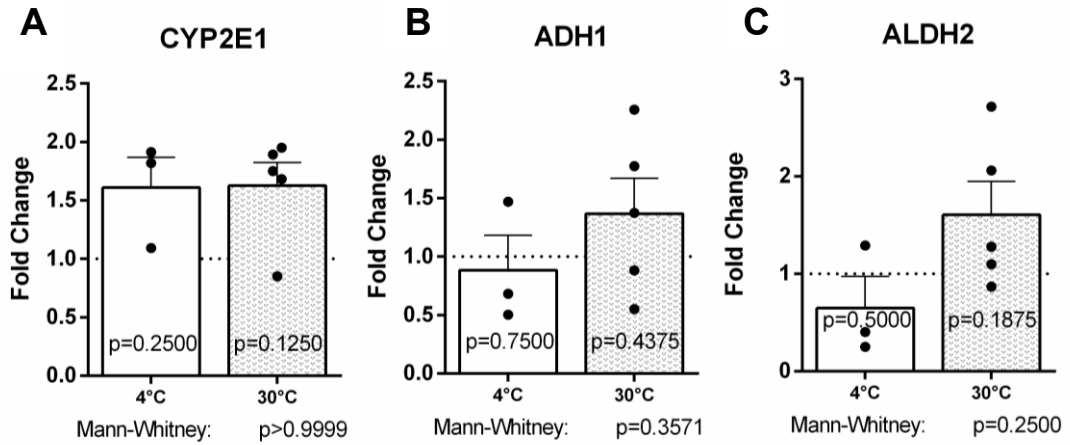 A
CYP2E1
Fold Change
2.5
2.0
1.5
1.0
0.5
0.0
p=0.2500
p=0.1250
4°C
30°C
Mann-Whitney: p>0.9999
B
ADH1
Fold Change
2.5
2.0
1.5
1.0
0.5
0.0
p=0.7500
p=0.4375
4°C
30°C
Mann-Whitney: p=0.3571
C
ALDH2
Fold Change
3
2
1
0
p=0.5000
p=0.1875
4°C
30°C
Mann-Whitney: p=0.2500